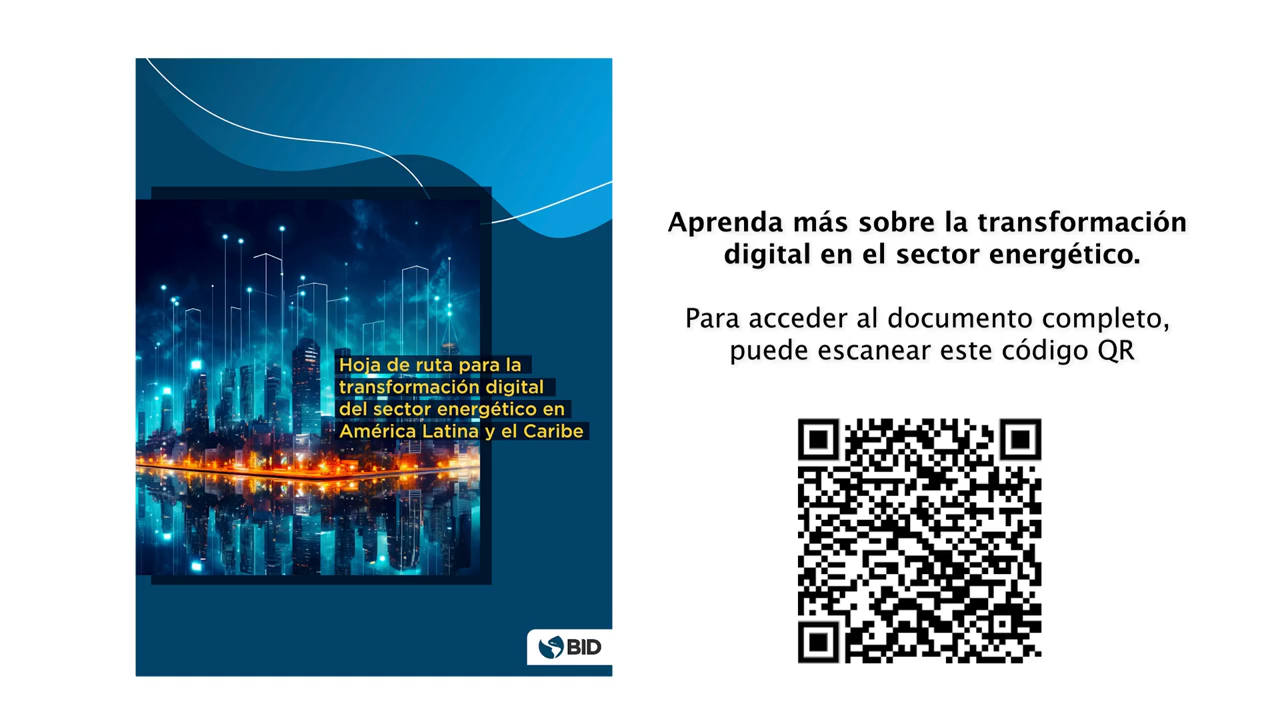 Hoja de ruta para la
transformación digital
del sector energético en
América Latina y el Caribe
BID
Aprenda más sobre la transformación
digital en el sector energético.
Para acceder al documento completo,
puede escanear este código QR